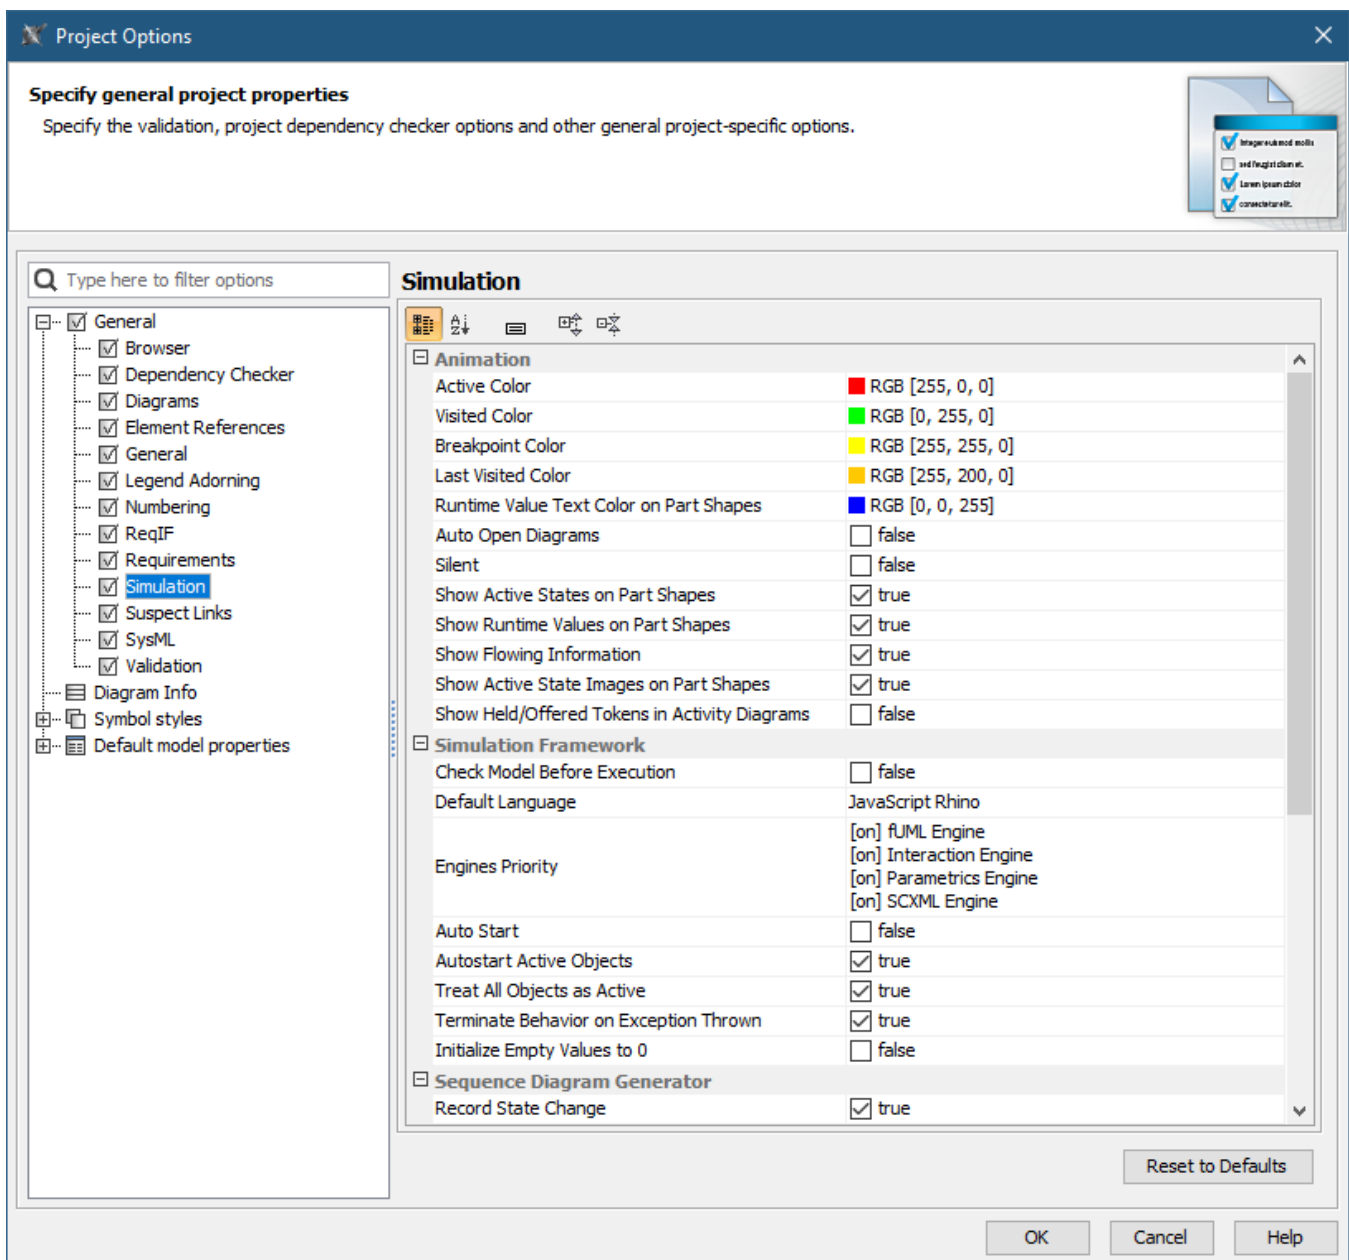 Project Options
Specify general project properties
Specify the validation, project dependency checker options and other general project-specific options.
sed feugiat diam et.
Lorem ipsum dolor
consectetur elit.
Type here to filter options
General
Browser
Dependency Checker
Diagrams
Element References
General
Legend Adorning
Numbering
ReqIF
Requirements
Simulation
Suspect Links
SysML
Validation
Diagram Info
Symbol styles
Default model properties
Simulation
Animation
Active Color RGB [255, 0, 0]
Visited Color RGB [0, 255, 0]
Breakpoint Color RGB [255, 255, 0]
Last Visited Color RGB [255, 200, 0]
Runtime Value Text Color on Part Shapes RGB [0, 0, 255]
Auto Open Diagrams false
Silent false
Show Active States on Part Shapes true
Show Runtime Values on Part Shapes true
Show Flowing Information true
Show Active State Images on Part Shapes true
Show Held/Offered Tokens in Activity Diagrams false
Simulation Framework
Check Model Before Execution false
Default Language JavaScript Rhino
Engines Priority
[on] fUML Engine
[on] Interaction Engine
[on] Parametrics Engine
[on] SCXML Engine
Auto Start false
Autostart Active Objects true
Treat All Objects as Active true
Terminate Behavior on Exception Thrown true
Initialize Empty Values to 0 false
Sequence Diagram Generator
Record State Change true
Reset to Defaults
OK Cancel Help